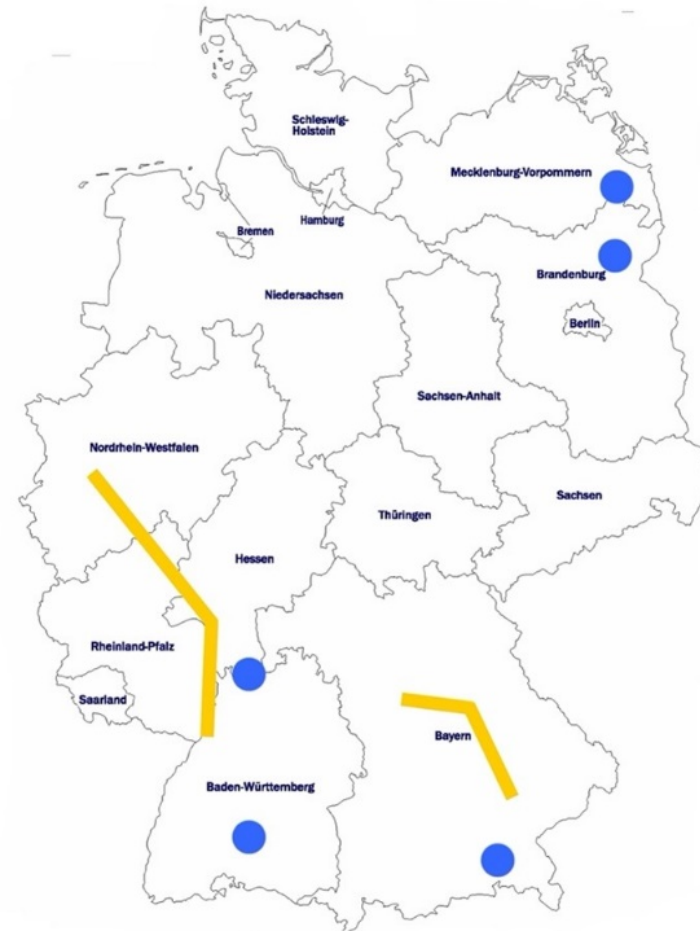 Schleswig-
Holstein
Mecklenburg-Vorpommern
Hamburg
Bremen
Brandenburg
Niedersachsen
Berlin
Sachsen-Anhalt
Nordrhein-Westfalen
Sachsen
Thüringen
Hessen
Rheinland-Pfalz
Saarland
Bayern
Baden-Württemberg